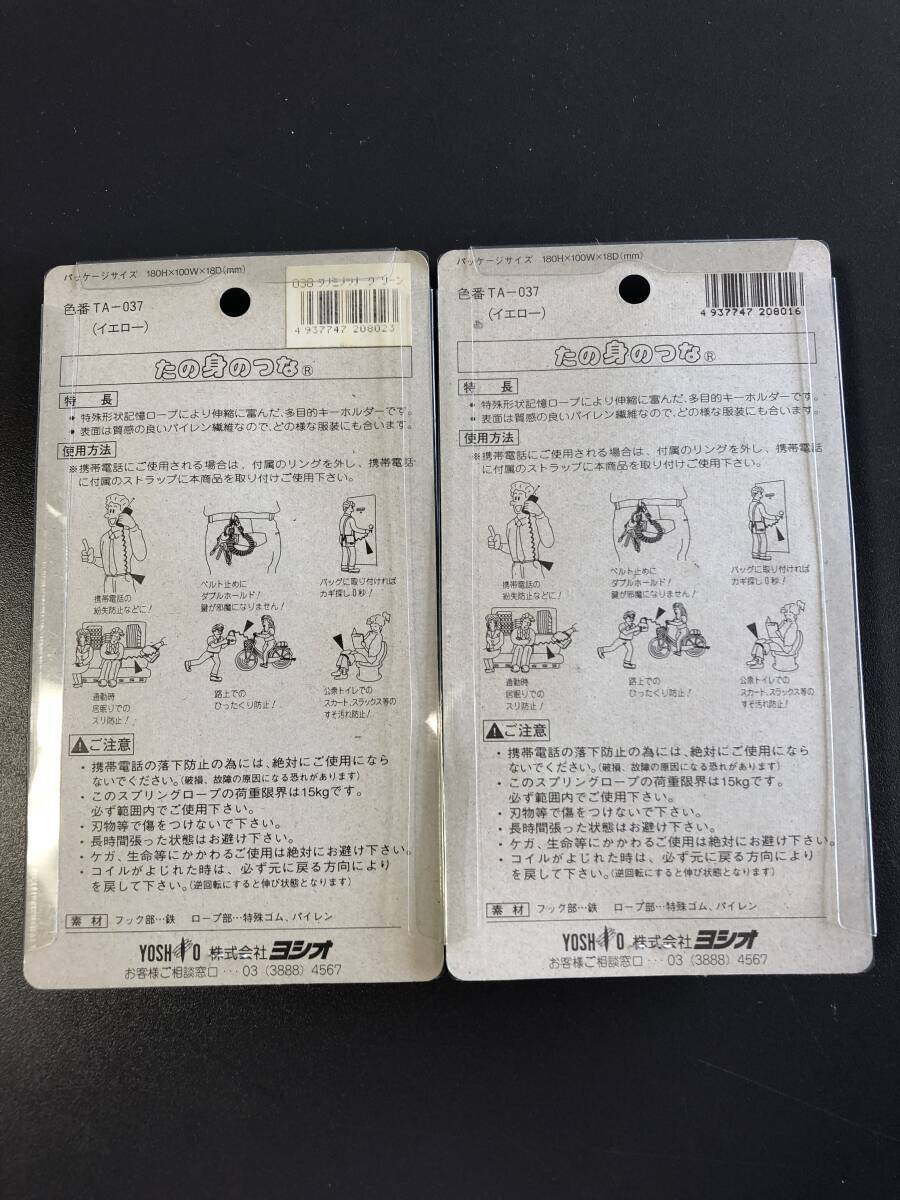 パッケージサイズ 180H×100W×18D(mm)
色番 TA-037
(イエロー)
038
4 937747 208023
たの身のつな®
特 長
• 特殊形状記憶ロープにより伸縮に富んだ、多目的キーホルダーです。
• 表面は質感の良いパイレン繊維なので、どの様な服装にも合います。
使用方法
※携帯電話にご使用される場合は、付属のリングを外し、携帯電話
に付属のストラップに本商品を取り付けご使用下さい。
携帯電話の
紛失防止などに!
ベルト止めに
ダブルホールド!
鍵が邪魔になりません!
バッグに取り付ければ
カギ探し0秒!
通勤時
居眠りでの
スリ防止!
路上での
ひったくり防止!
公衆トイレでの
スカート、スラックス等の
すそ汚れ防止!
⚠ご注意
・携帯電話の落下防止の為には、絶対にご使用になら
ないでください。(破損、故障の原因になる恐れがあります)
・このスプリングロープの荷重限界は15kgです。
必ず範囲内でご使用下さい。
・刃物等で傷をつけないで下さい。
・長時間張った状態はお避け下さい。
・ケガ、生命等にかかわるご使用は絶対にお避け下さい。
・コイルがよじれた時は、必ず元に戻る方向により
を戻して下さい。(逆回転にすると伸び状態となります)
素 材 フック部…鉄 ロープ部…特殊ゴム、パイレン
YOSHIO 株式会社ヨシオ
お客様ご相談窓口…03(3888)4567
パッケージサイズ 180H×100W×18D(mm)
色番 TA-037
(イエロー)
4 937747 208016
たの身のつな®
特 長
• 特殊形状記憶ロープにより伸縮に富んだ、多目的キーホルダーです。
• 表面は質感の良いパイレン繊維なので、どの様な服装にも合います。
使用方法
※携帯電話にご使用される場合は、付属のリングを外し、携帯電話
に付属のストラップに本商品を取り付けご使用下さい。
携帯電話の
紛失防止などに!
ベルト止めに
ダブルホールド!
鍵が邪魔になりません!
バッグに取り付ければ
カギ探し0秒!
通勤時
居眠りでの
スリ防止!
路上での
ひったくり防止!
公衆トイレでの
スカート、スラックス等の
すそ汚れ防止!
⚠ご注意
・携帯電話の落下防止の為には、絶対にご使用になら
ないでください。(破損、故障の原因になる恐れがあります)
・このスプリングロープの荷重限界は15kgです。
必ず範囲内でご使用下さい。
・刃物等で傷をつけないで下さい。
・長時間張った状態はお避け下さい。
・ケガ、生命等にかかわるご使用は絶対にお避け下さい。
・コイルがよじれた時は、必ず元に戻る方向により
を戻して下さい。(逆回転にすると伸び状態となります)
素 材 フック部…鉄 ロープ部…特殊ゴム、パイレン
YOSHIO 株式会社ヨシオ
お客様ご相談窓口…03(3888)4567